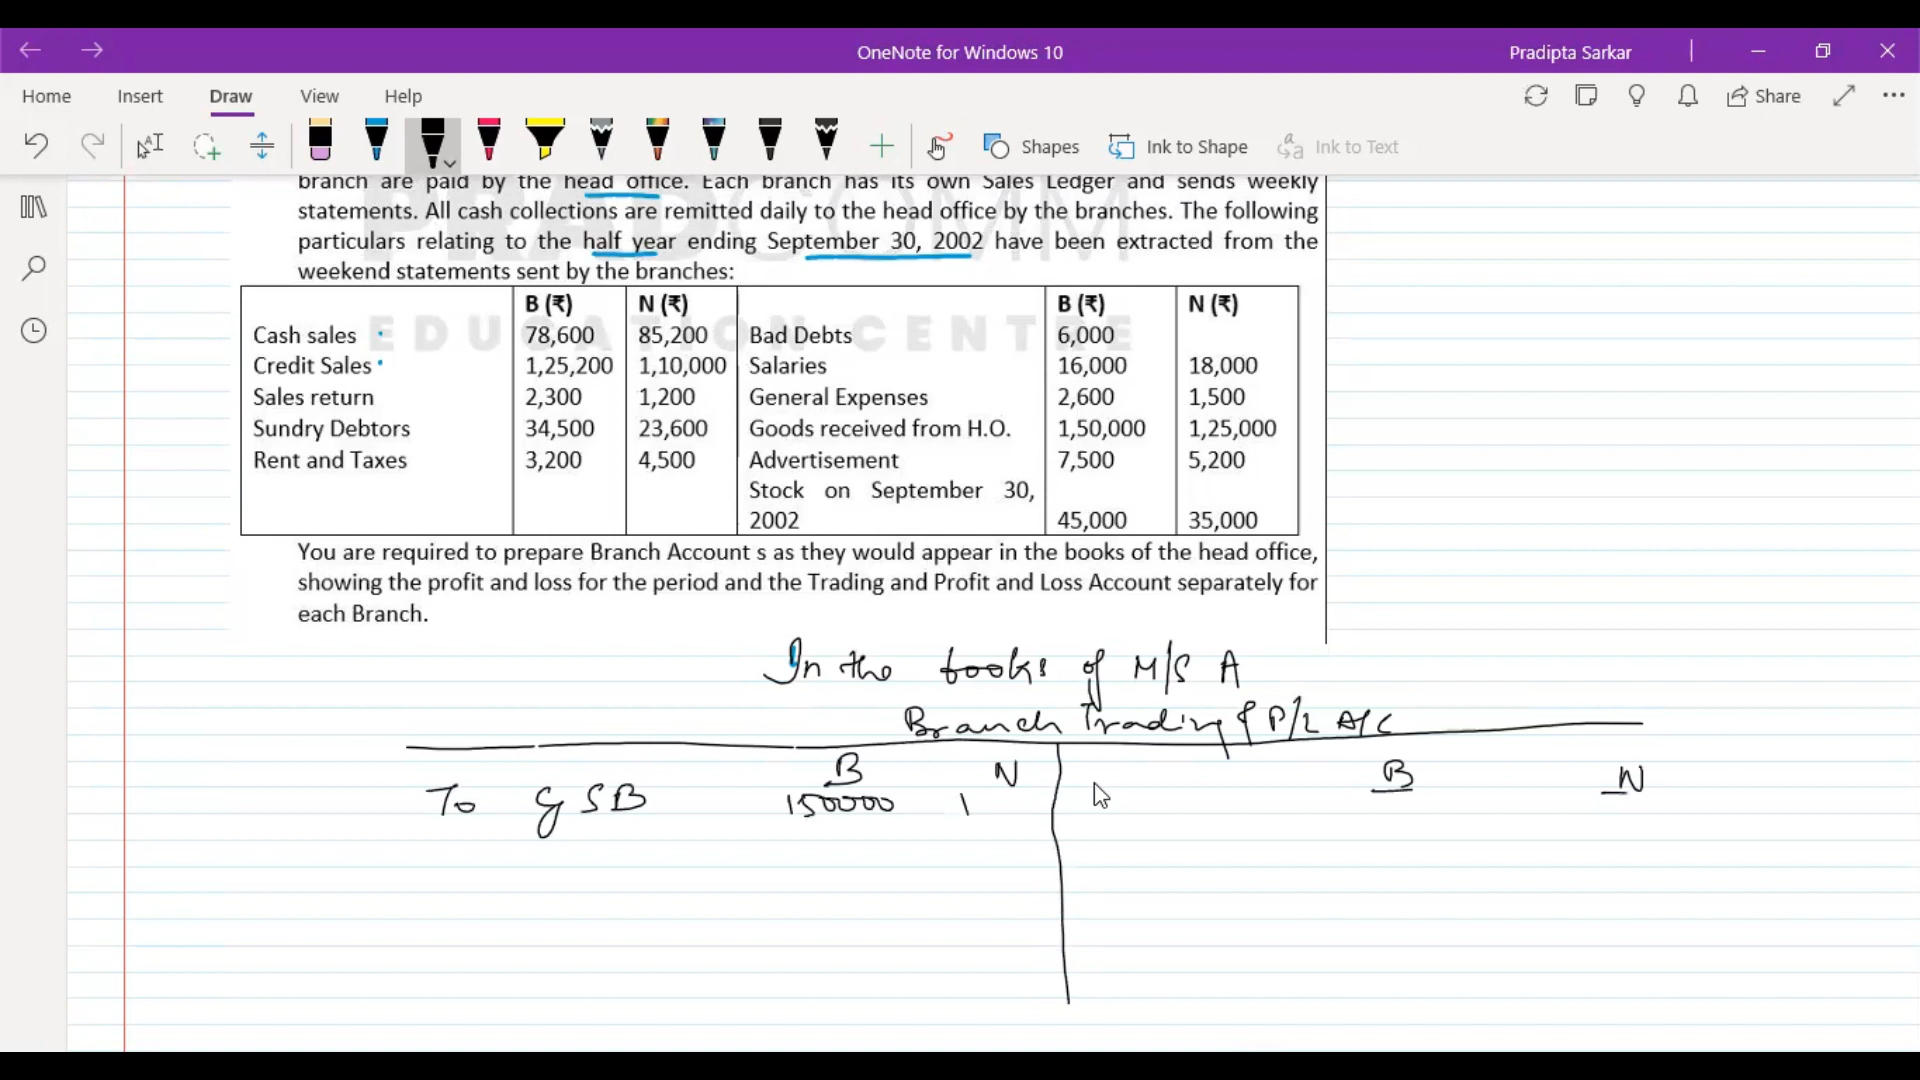 OneNote for Windows 10
Pradipta Sarkar
Home Insert Draw View Help
Share
Shapes Ink to Shape Ink to Text
branch are paid by the head office. Each branch has its own Sales Ledger and sends weekly
statements. All cash collections are remitted daily to the head office by the branches. The following
particulars relating to the half year ending September 30, 2002 have been extracted from the
weekend statements sent by the branches:
B (₹) N (₹) B (₹) N (₹)
Cash sales 78,600 85,200 Bad Debts 6,000
Credit Sales 1,25,200 1,10,000 Salaries 16,000 18,000
Sales return 2,300 1,200 General Expenses 2,600 1,500
Sundry Debtors 34,500 23,600 Goods received from H.O. 1,50,000 1,25,000
Rent and Taxes 3,200 4,500 Advertisement 7,500 5,200
Stock on September 30,
2002 45,000 35,000
EDUCATION CENTRE
You are required to prepare Branch Account s as they would appear in the books of the head office,
showing the profit and loss for the period and the Trading and Profit and Loss Account separately for
each Branch.
In the books of M/S A
Branch Trading & P/L A/C
B N B N
To GSB 150000 1